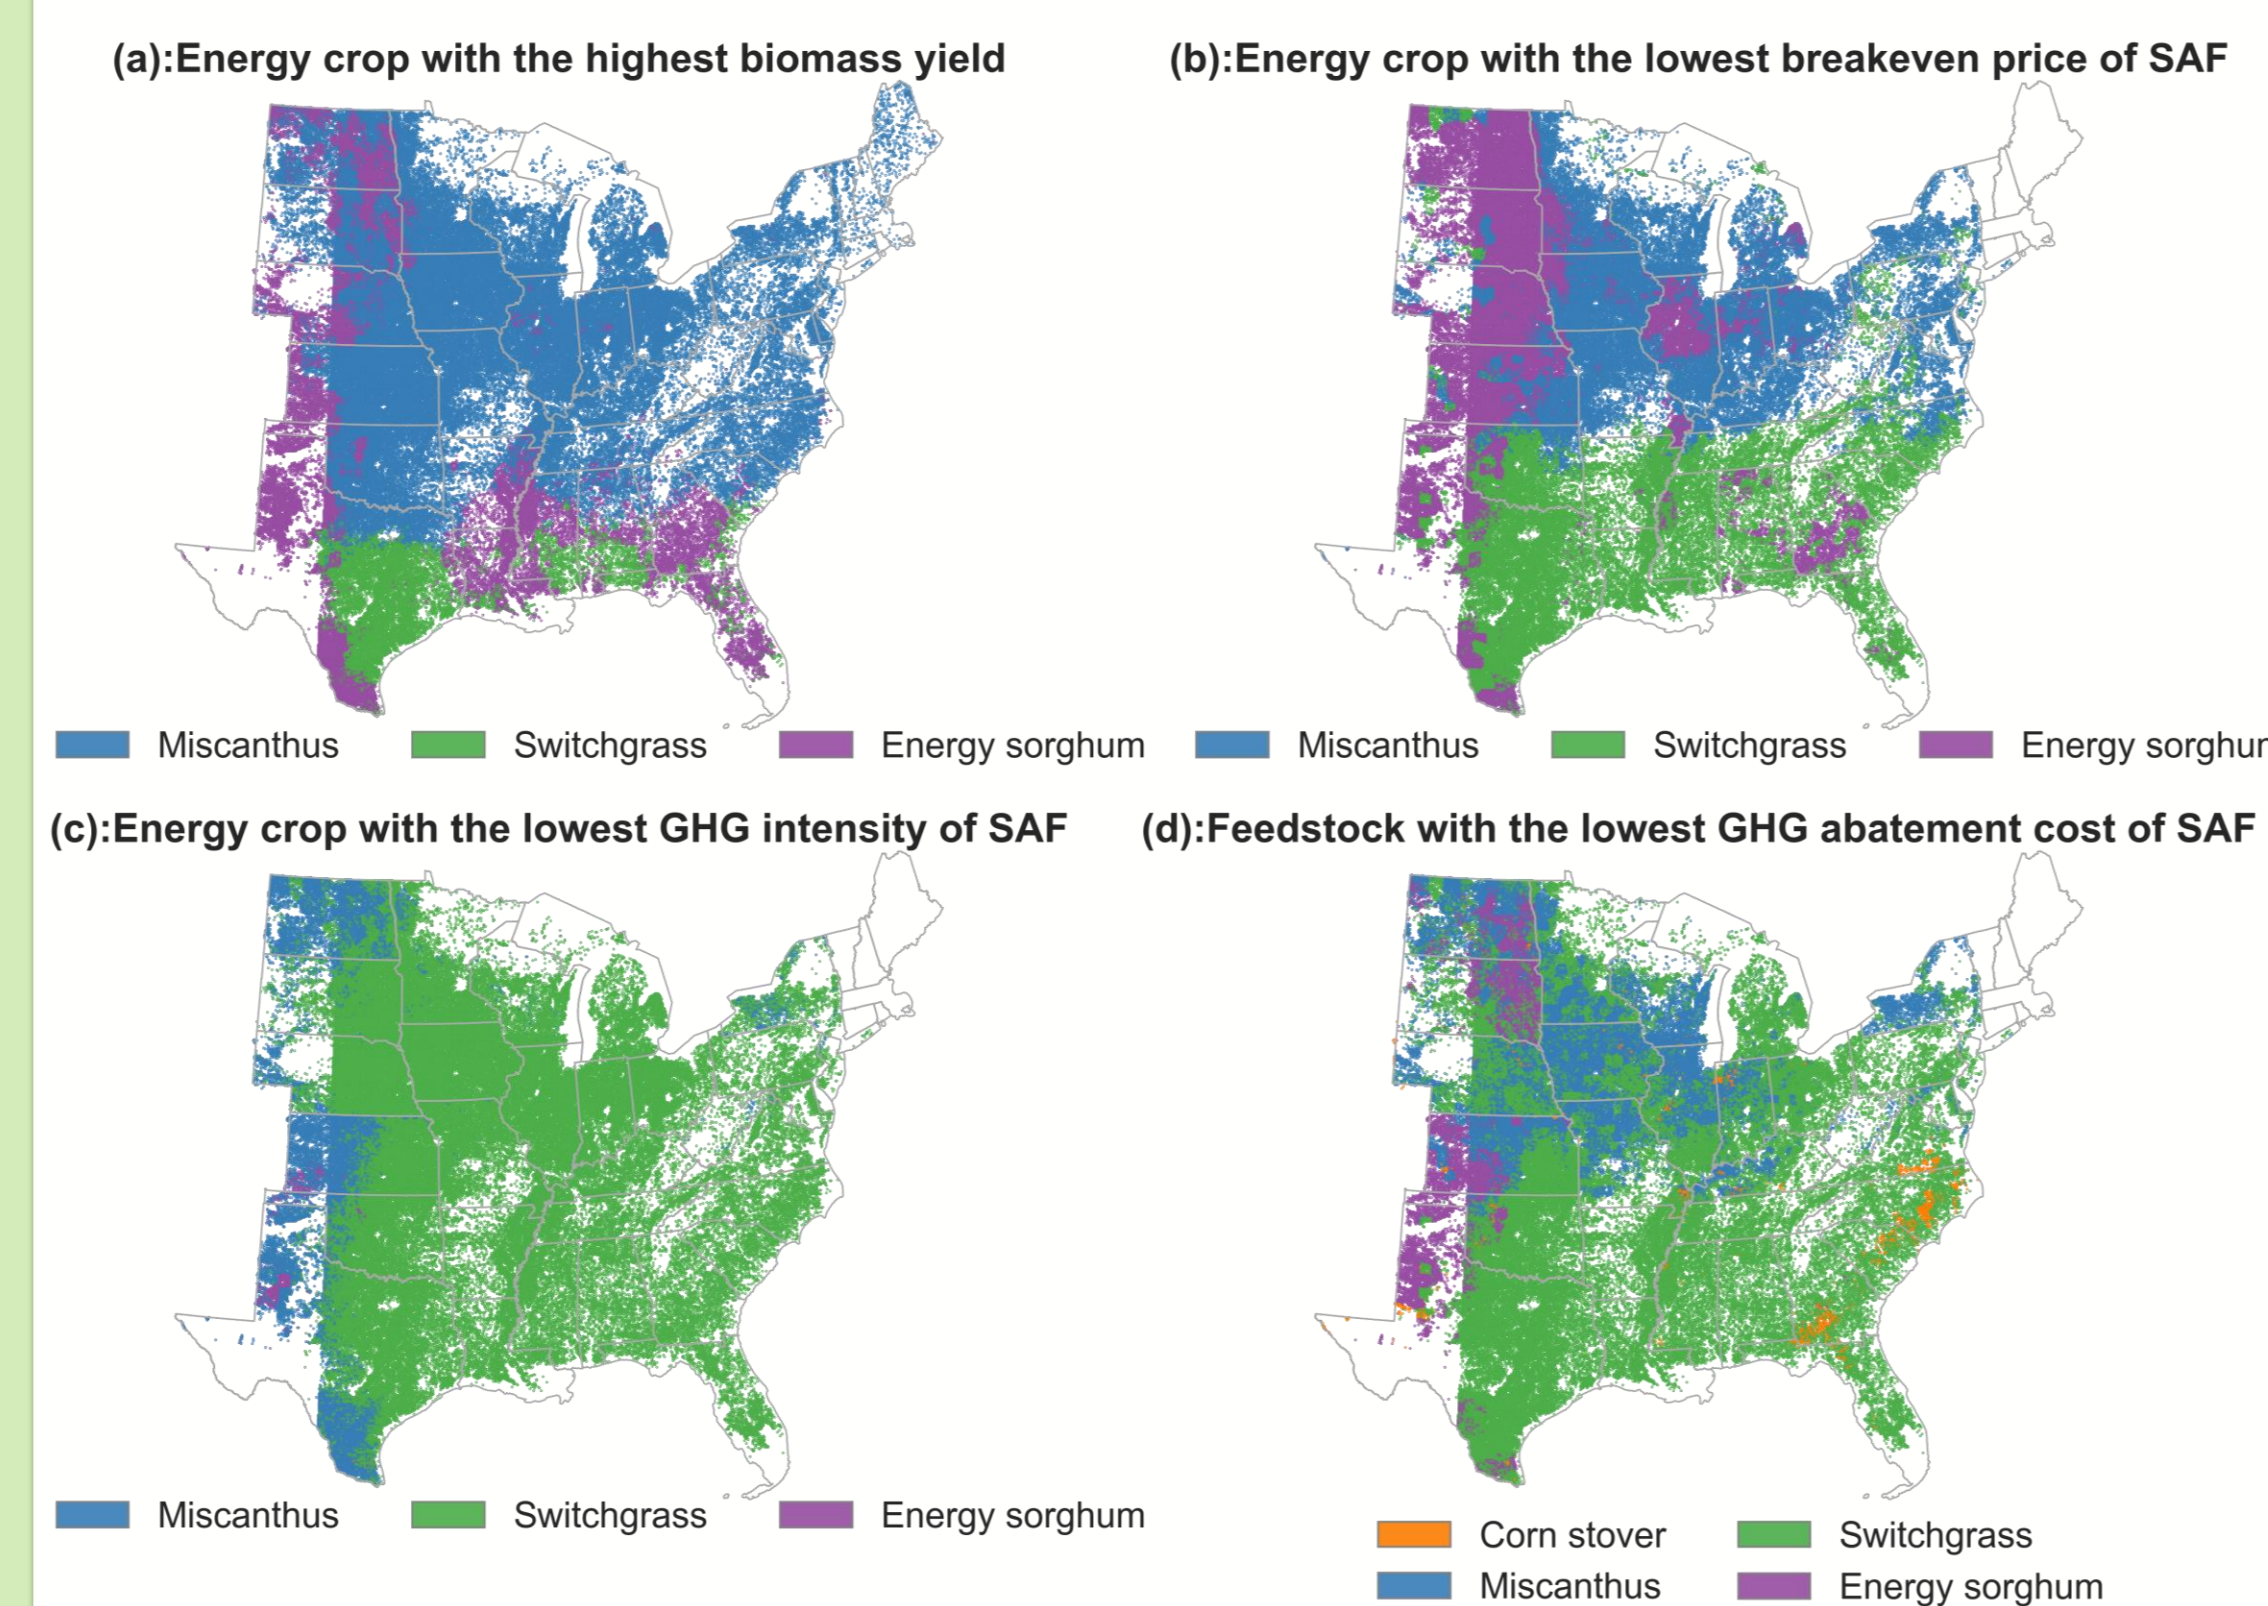 (a):Energy crop with the highest biomass yield
(b):Energy crop with the lowest breakeven price of SAF
Miscanthus
Switchgrass
Energy sorghum
Miscanthus
Switchgrass
Energy sorghur
(c):Energy crop with the lowest GHG intensity of SAF
(d):Feedstock with the lowest GHG abatement cost of SAF
Miscanthus
Switchgrass
Energy sorghum
Corn stover
Switchgrass
Miscanthus
Energy sorghum